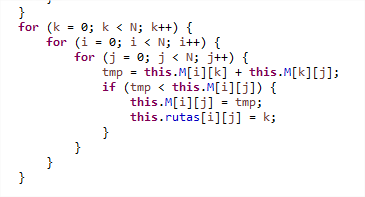 }
for (k = 0; k < N; k++) {
for (i = 0; i < N; i++) {
for (j = 0; j < N; j++) {
tmp = this.M[i][k] + this.M[k][j];
if (tmp < this.M[i][j]) {
this.M[i][j] = tmp;
this.rutas[i][j] = k;
}
}
}
}